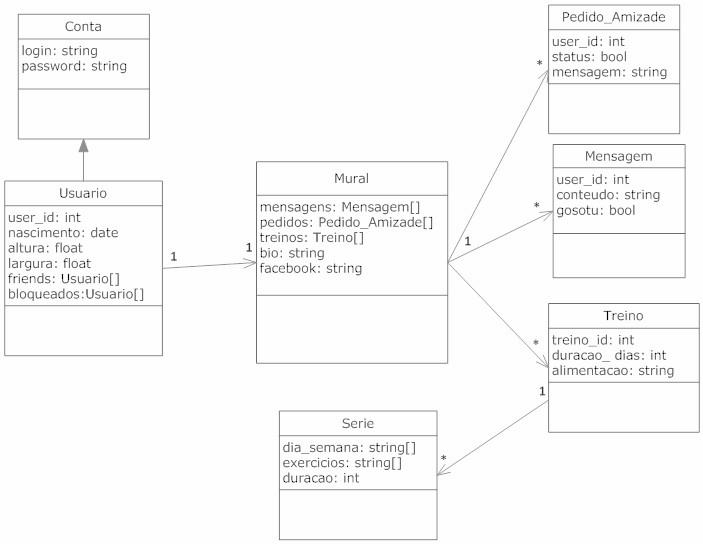 Conta
login: string
password: string
Usuario
user_id: int
nascimento: date
altura: float
largura: float
friends: Usuario[]
bloqueados:Usuario[]
1
1
Mural
mensagens: Mensagem[]
pedidos: Pedido_Amizade[]
treinos: Treino[]
bio: string
facebook: string
1
*
Pedido_Amizade
user_id: int
status: bool
mensagem: string
*
Mensagem
user_id: int
conteudo: string
gosotu: bool
*
Treino
treino_id: int
duracao_ dias: int
alimentacao: string
1
*
Serie
dia_semana: string[]
exercicios: string[]
duracao: int